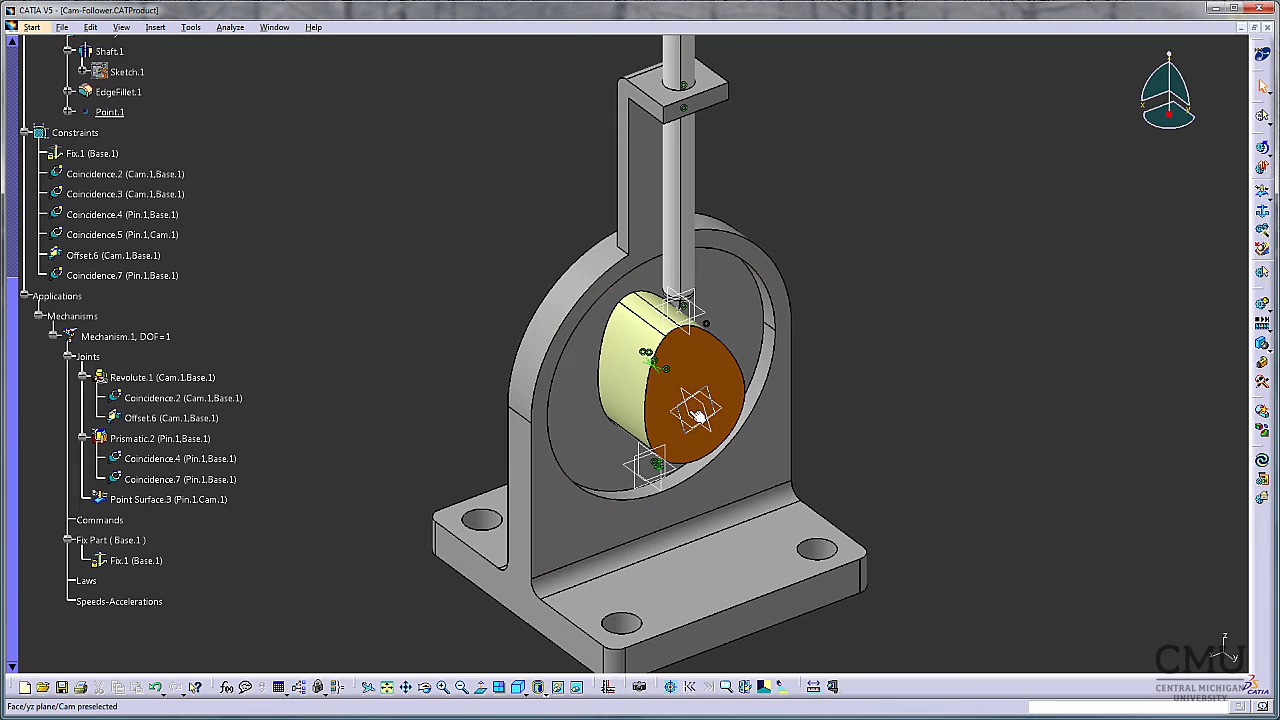 CATIA V5 - [Cam-Follower.CATProduct]
Start File Edit View Insert Tools Analyze Window Help
Shaft.1
Sketch.1
EdgeFillet.1
Point.1
Constraints
Fix.1 (Base.1)
Coincidence.2 (Cam.1,Base.1)
Coincidence.3 (Cam.1,Base.1)
Coincidence.4 (Pin.1,Base.1)
Coincidence.5 (Pin.1,Cam.1)
Offset.6 (Cam.1,Base.1)
Coincidence.7 (Pin.1,Base.1)
Applications
Mechanisms
Mechanism.1, DOF=1
Joints
Revolute.1 (Cam.1,Base.1)
Coincidence.2 (Cam.1,Base.1)
Offset.6 (Cam.1,Base.1)
Prismatic.2 (Pin.1,Base.1)
Coincidence.4 (Pin.1,Base.1)
Coincidence.7 (Pin.1,Base.1)
Point Surface.3 (Pin.1,Cam.1)
Commands
Fix Part ( Base.1 )
Fix.1 (Base.1)
Laws
Speeds-Accelerations
z
x
y
CMU
CENTRAL MICHIGAN
UNIVERSITY
CATIA
Face/yz plane/Cam preselected